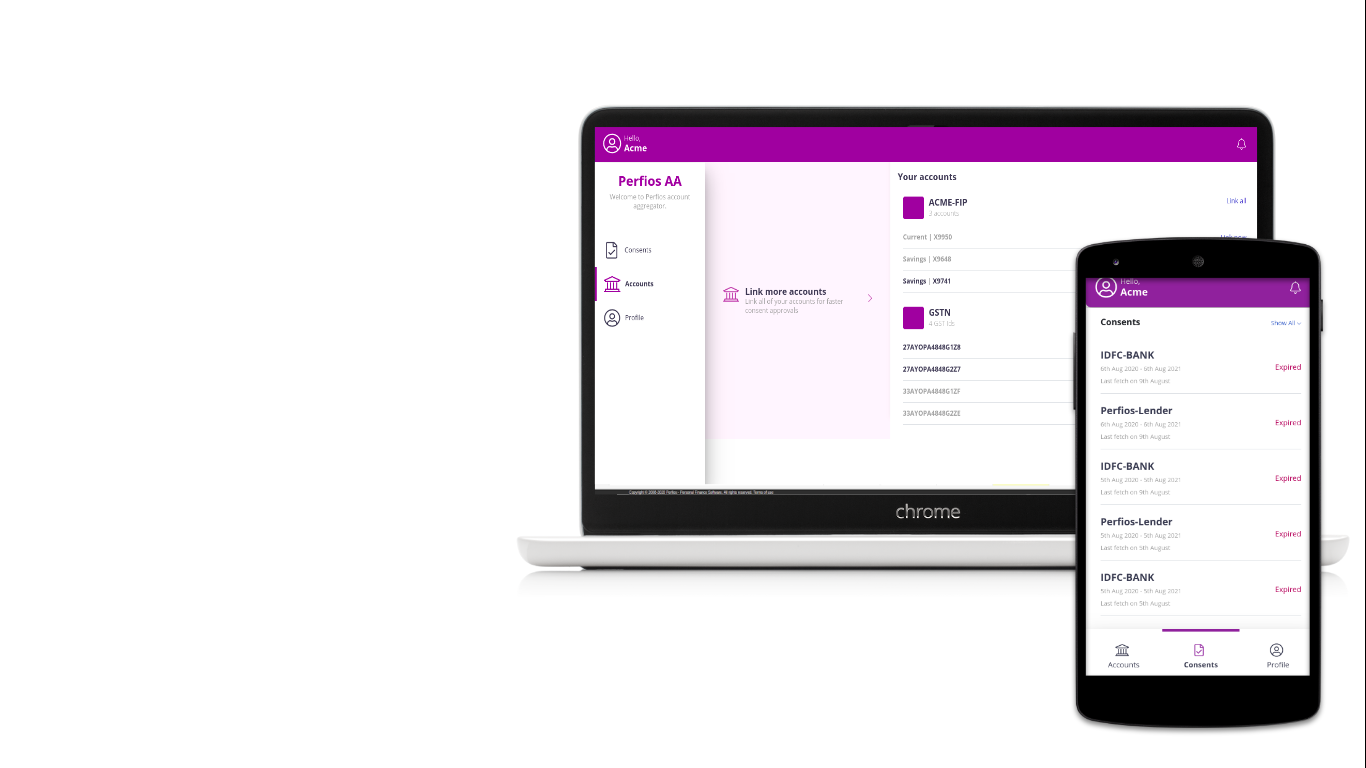 Hello,
Acme
Perfios AA
Welcome to Perfios account
aggregator.
Consents
Accounts
Profile
Link more accounts
Link all of your accounts for faster
consent approvals
Your accounts
ACME-FIP
3 accounts
Link all
Current | X9950
Savings | X9648
Savings | X9741
GSTN
4 GST Ids
27AYOPA4848G1Z8
27AYOPA4848G2Z7
33AYOPA4848G1ZF
33AYOPA4848G2ZE
Copyright © 2008-2020 Perfios - Personal Finance Software. All rights reserved. Terms of use
chrome
Hello,
Acme
Consents
Show All
IDFC-BANK
6th Aug 2020 - 6th Aug 2021
Expired
Last fetch on 9th August
Perfios-Lender
6th Aug 2020 - 6th Aug 2021
Expired
Last fetch on 9th August
IDFC-BANK
5th Aug 2020 - 5th Aug 2021
Expired
Last fetch on 9th August
Perfios-Lender
5th Aug 2020 - 5th Aug 2021
Expired
Last fetch on 5th August
IDFC-BANK
5th Aug 2020 - 5th Aug 2021
Expired
Last fetch on 5th August
Accounts
Consents
Profile